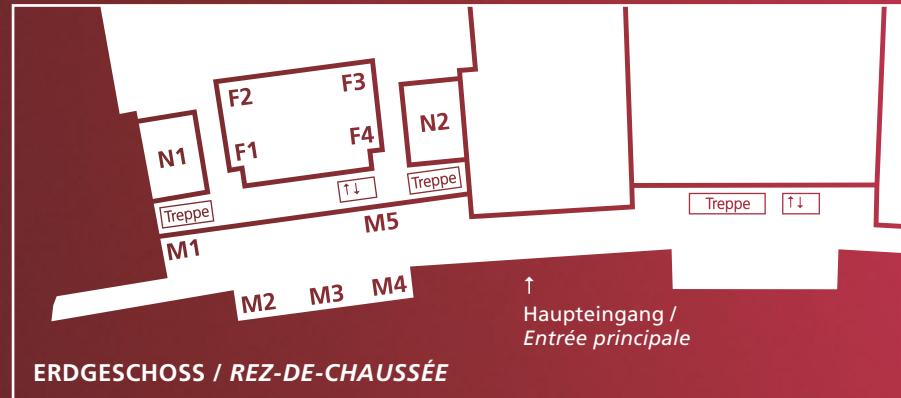 F2
F3
N1
F1
F4
N2
Treppe
↑↓
Treppe
M1
M5
Treppe
↑↓
M2
M3
M4
↑
Haupteingang /
Entrée principale
ERDGESCHOSS / REZ-DE-CHAUSSÉE